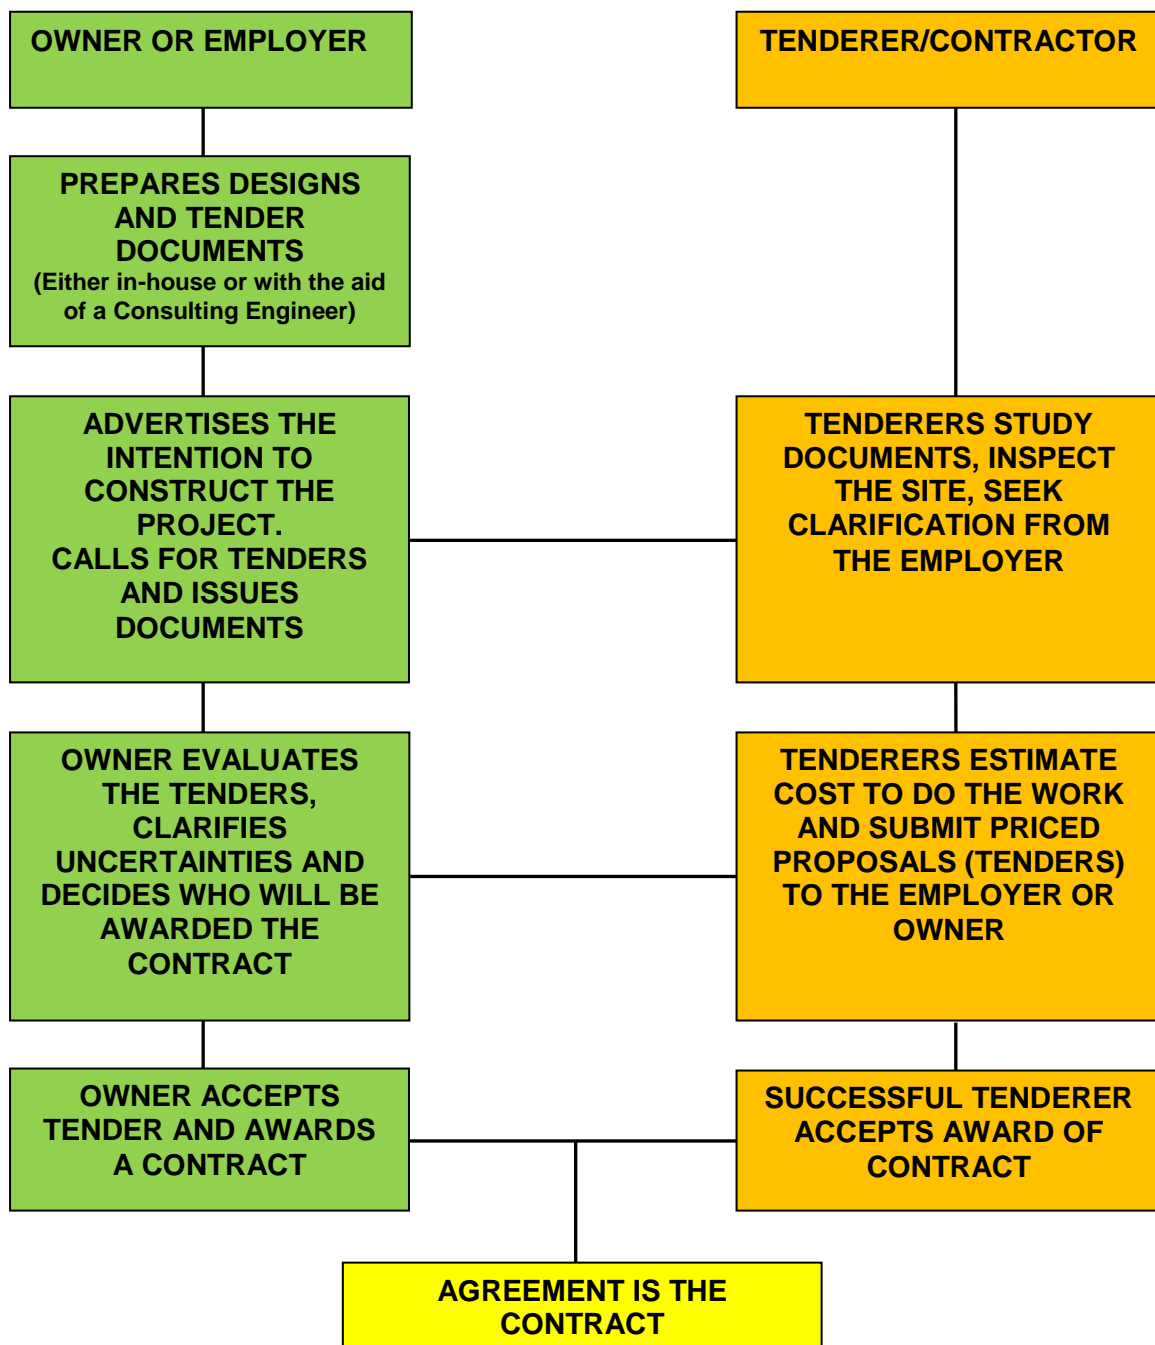 OWNER OR EMPLOYER
TENDERER/CONTRACTOR
PREPARES DESIGNS
AND TENDER
DOCUMENTS
(Either in-house or with the aid
of a Consulting Engineer)
ADVERTISES THE
INTENTION TO
CONSTRUCT THE
PROJECT.
CALLS FOR TENDERS
AND ISSUES
DOCUMENTS
TENDERERS STUDY
DOCUMENTS, INSPECT
THE SITE, SEEK
CLARIFICATION FROM
THE EMPLOYER
OWNER EVALUATES
THE TENDERS,
CLARIFIES
UNCERTAINTIES AND
DECIDES WHO WILL BE
AWARDED THE
CONTRACT
TENDERERS ESTIMATE
COST TO DO THE WORK
AND SUBMIT PRICED
PROPOSALS (TENDERS)
TO THE EMPLOYER OR
OWNER
OWNER ACCEPTS
TENDER AND AWARDS
A CONTRACT
SUCCESSFUL TENDERER
ACCEPTS AWARD OF
CONTRACT
AGREEMENT IS THE
CONTRACT